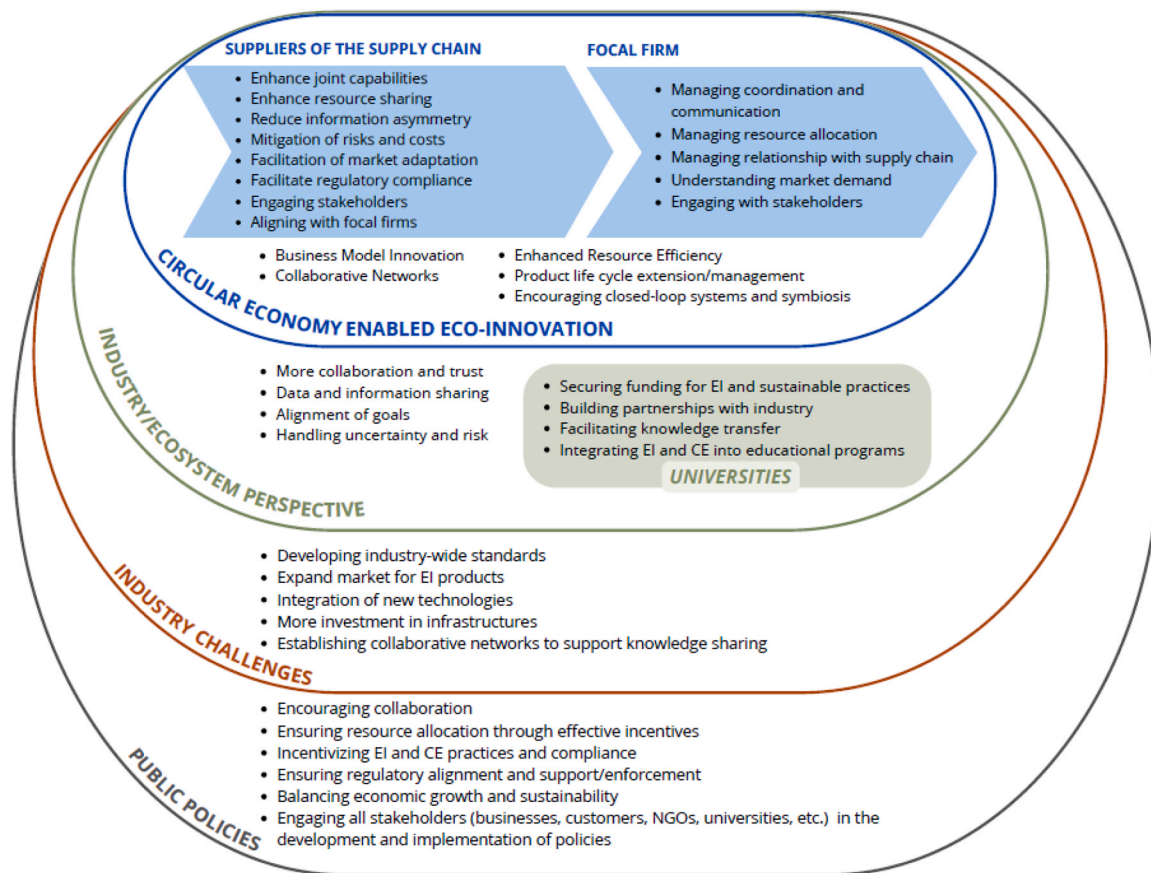 SUPPLIERS OF THE SUPPLY CHAIN
• Enhance joint capabilities
• Enhance resource sharing
• Reduce information asymmetry
• Mitigation of risks and costs
• Facilitation of market adaptation
• Facilitate regulatory compliance
• Engaging stakeholders
• Aligning with focal firms
FOCAL FIRM
• Managing coordination and
communication
• Managing resource allocation
• Managing relationship with supply chain
• Understanding market demand
• Engaging with stakeholders
• Business Model Innovation
• Collaborative Networks
• Enhanced Resource Efficiency
• Product life cycle extension/management
• Encouraging closed-loop systems and symbiosis
CIRCULAR ECONOMY ENABLED ECO-INNOVATION
• More collaboration and trust
• Data and information sharing
• Alignment of goals
• Handling uncertainty and risk
• Securing funding for EI and sustainable practices
• Building partnerships with industry
• Facilitating knowledge transfer
• Integrating EI and CE into educational programs
UNIVERSITIES
INDUSTRY/ECOSYSTEM PERSPECTIVE
• Developing industry-wide standards
• Expand market for EI products
• Integration of new technologies
• More investment in infrastructures
• Establishing collaborative networks to support knowledge sharing
INDUSTRY CHALLENGES
• Encouraging collaboration
• Ensuring resource allocation through effective incentives
• Incentivizing EI and CE practices and compliance
• Ensuring regulatory alignment and support/enforcement
• Balancing economic growth and sustainability
• Engaging all stakeholders (businesses, customers, NGOs, universities, etc.) in the
development and implementation of policies
PUBLIC POLICIES